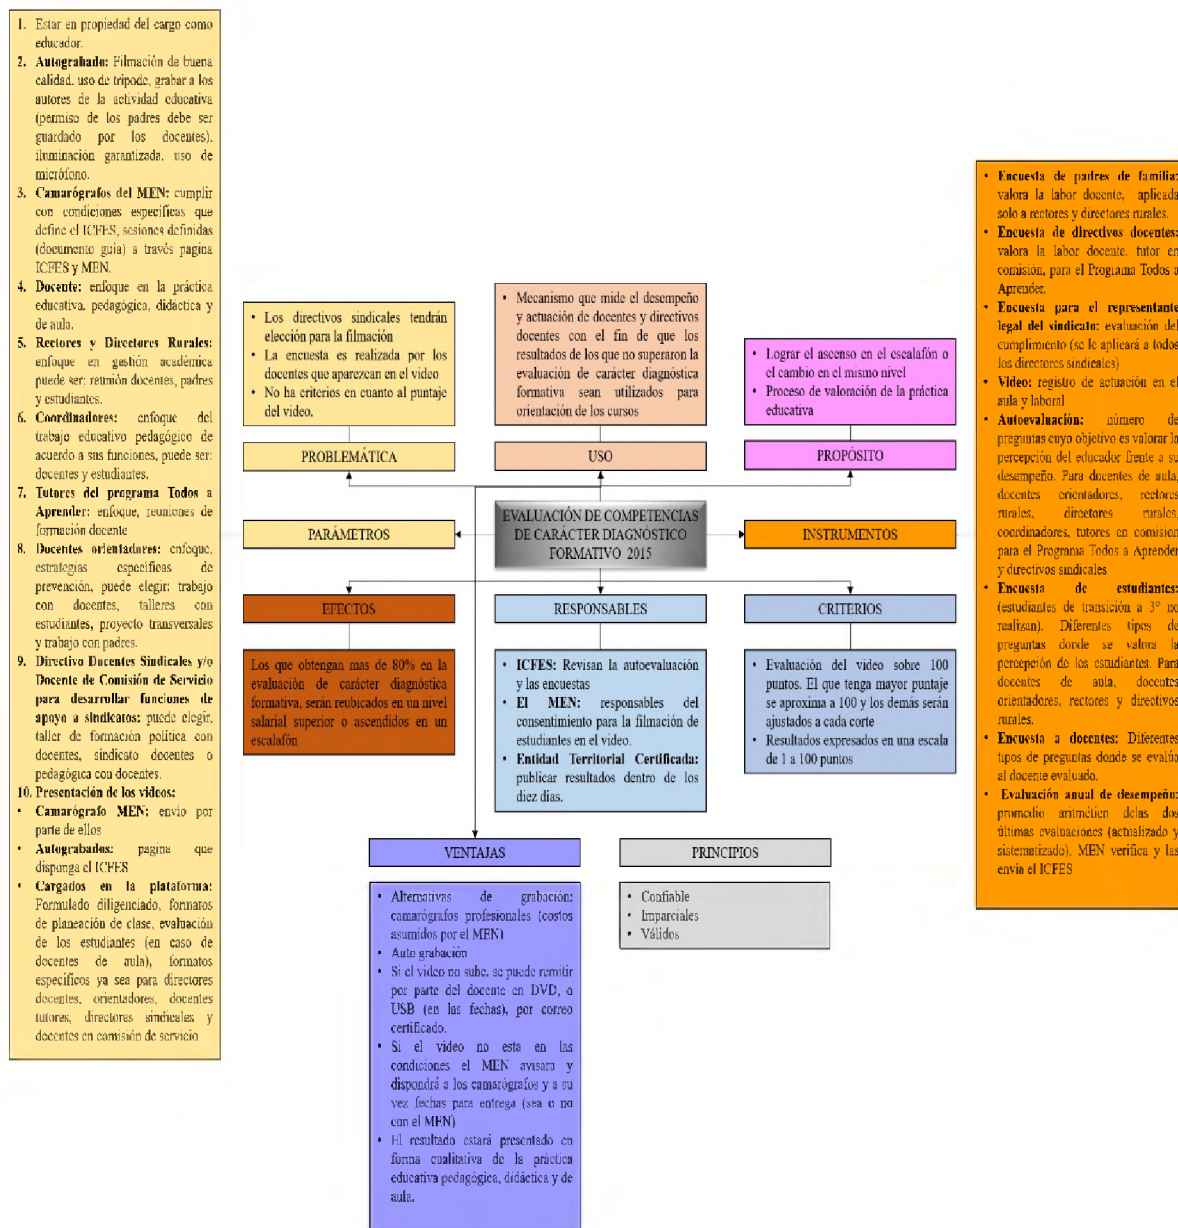 1. Estar en propiedad del cargo como
educador.
2. Autograbado: Filmación de buena
calidad, uso de trípode, grabar a los
autores de la actividad educativa
(permiso de los padres debe ser
guardado por los docentes),
iluminación garantizada, uso de
micrófono.
3. Camarógrafos del MEN: cumplir
con condiciones específicas que
define el ICFES, sesiones definidas
(documento guia) a través pagina
ICFES y MEN.
4. Docente: enfoque en la práctica
educativa, pedagógica, didáctica y
de aula.
5. Rectores y Directores Rurales:
enfoque en gestión académica
puede ser: reunión docentes, padres
y estudiantes.
6. Coordinadores: enfoque del
trabajo educativo pedagógico de
acuerdo a sus funciones, puede ser:
docentes y estudiantes.
7. Tutores del programa Todos a
Aprender: enfoque, reuniones de
formación docente
8. Docentes orientadores: enfoque,
estrategias específicas de
prevención, puede elegir: trabajo
con docentes, talleres con
estudiantes, proyecto transversales
y trabajo con padres.
9. Directivo Docentes Sindicales y/o
Docente de Comisión de Servicio
para desarrollar funciones de
apoyo a sindicatos: puede elegir,
taller de formación política con
docentes, sindicato docentes o
pedagógica con docentes.
10. Presentación de los videos:
• Camarógrafo MEN: envío por
parte de ellos
• Autograbados: pagina que
disponga el ICFES
• Cargados en la plataforma:
Formulado diligenciado, formatos
de planeación de clase, evaluación
de los estudiantes (en caso de
docentes de aula), formatos
específicos ya sea para directores
docentes, orientadores, docentes
tutores, directores sindicales y
docentes en comisión de servicio
• Los directivos sindicales tendrán
elección para la filmación
• La encuesta es realizada por los
docentes que aparezcan en el video
• No ha criterios en cuanto al puntaje
del video.
PROBLEMÁTICA
• Mecanismo que mide el desempeño
y actuación de docentes y directivos
docentes con el fin de que los
resultados de los que no superaron la
evaluación de carácter diagnóstica
formativa sean utilizados para
orientación de los cursos
USO
• Lograr el ascenso en el escalafón o
el cambio en el mismo nivel
• Proceso de valoración de la práctica
educativa
PROPÓSITO
PARÁMETROS
EVALUACIÓN DE COMPETENCIAS
DE CARÁCTER DIAGNÓSTICO
FORMATIVO 2015
INSTRUMENTOS
EFECTOS
Los que obtengan mas de 80% en la
evaluación de carácter diagnóstica
formativa, serán reubicados en un nivel
salarial superior o ascendidos en un
escalafón
RESPONSABLES
• ICFES: Revisan la autoevaluación
y las encuestas
• El MEN: responsables del
consentimiento para la filmación de
estudiantes en el video.
• Entidad Territorial Certificada:
publicar resultados dentro de los
diez días.
CRITERIOS
• Evaluación del video sobre 100
puntos. El que tenga mayor puntaje
se aproxima a 100 y los demás serán
ajustados a cada corte
• Resultados expresados en una escala
de 1 a 100 puntos
VENTAJAS
• Alternativas de grabación:
camarógrafos profesionales (costos
asumidos por el MEN)
• Auto grabación
• Si el video no sube, se puede remitir
por parte del docente en DVD, o
USB (en las fechas), por correo
certificado.
• Si el video no esta en las
condiciones el MEN avisara y
dispondrá a los camarógrafos y a su
vez fechas para entrega (sea o no
con el MEN)
• El resultado estará presentado en
forma cualitativa de la práctica
educativa pedagógica, didáctica y de
aula.
PRINCIPIOS
• Confiable
• Imparciales
• Válidos
• Encuesta de padres de familia:
valora la labor docente, aplicada
solo a rectores y directores rurales.
• Encuesta de directivos docentes:
valora la labor docente, tutor en
comisión, para el Programa Todos a
Aprender.
• Encuesta para el representante
legal del sindicato: evaluación del
cumplimiento (se le aplicará a todos
los directores sindicales)
• Video: registro de actuación en el
aula y laboral
• Autoevaluación: número de
preguntas cuyo objetivo es valorar la
percepción del educador frente a su
desempeño. Para docentes de aula,
docentes orientadores, rectores
rurales, directores rurales,
coordinadores, tutores en comisión
para el Programa Todos a Aprender
y directivos sindicales
• Encuesta de estudiantes:
(estudiantes de transición a 3° no
realizan). Diferentes tipos de
preguntas donde se valora la
percepción de los estudiantes. Para
docentes de aula, docentes
orientadores, rectores y directivos
rurales.
• Encuesta a docentes: Diferentes
tipos de preguntas donde se evalúa
al docente evaluado.
• Evaluación anual de desempeño:
promedio aritmético delas dos
últimas evaluaciones (actualizado y
sistematizado). MEN verifica y las
envía el ICFES